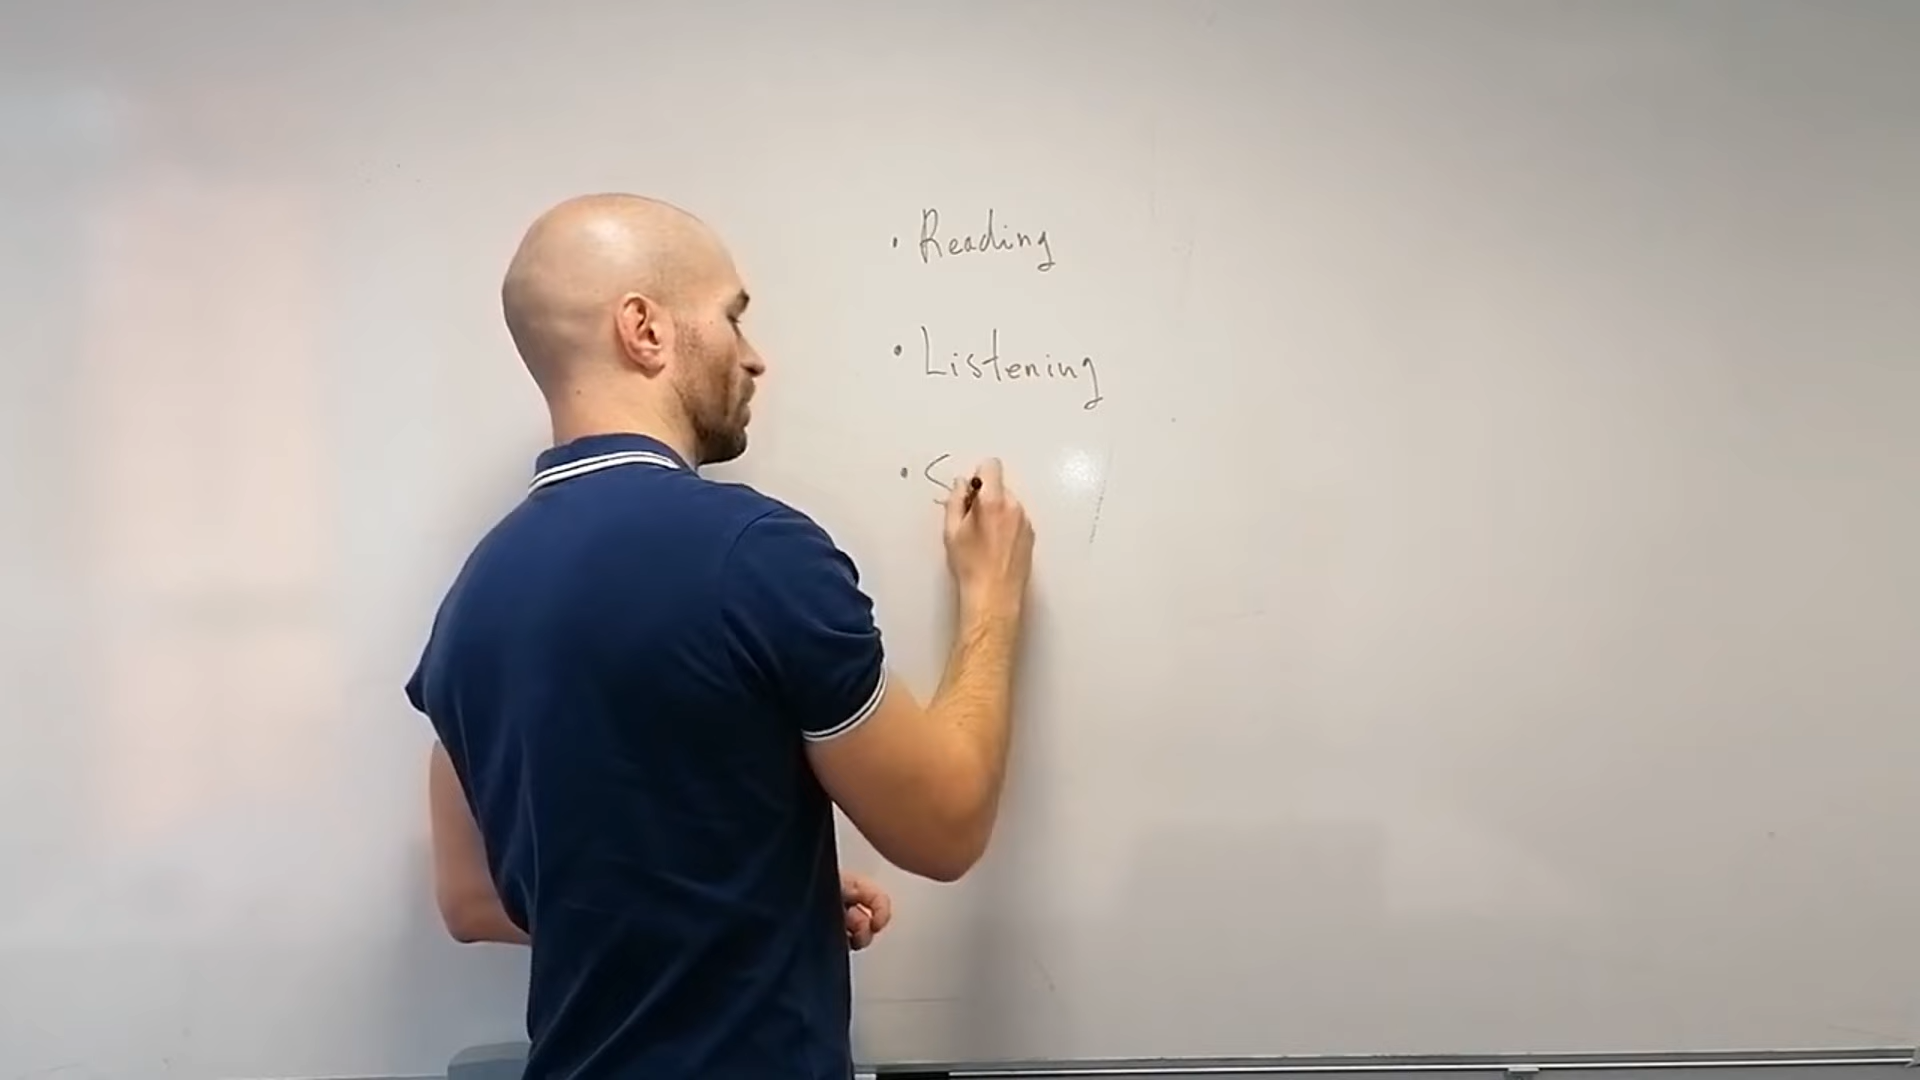 • Reading
• Listening
• S